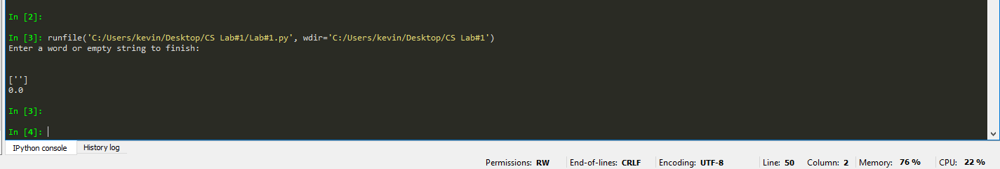 In [2]:
In [3]: runfile('C:/Users/kevin/Desktop/CS Lab#1/Lab#1.py', wdir='C:/Users/kevin/Desktop/CS Lab#1')
Enter a word or empty string to finish:
['']
0.0
In [3]:
In [4]:
IPython console History log
Permissions: RW End-of-lines: CRLF Encoding: UTF-8 Line: 50 Column: 2 Memory: 76 % CPU: 22 %